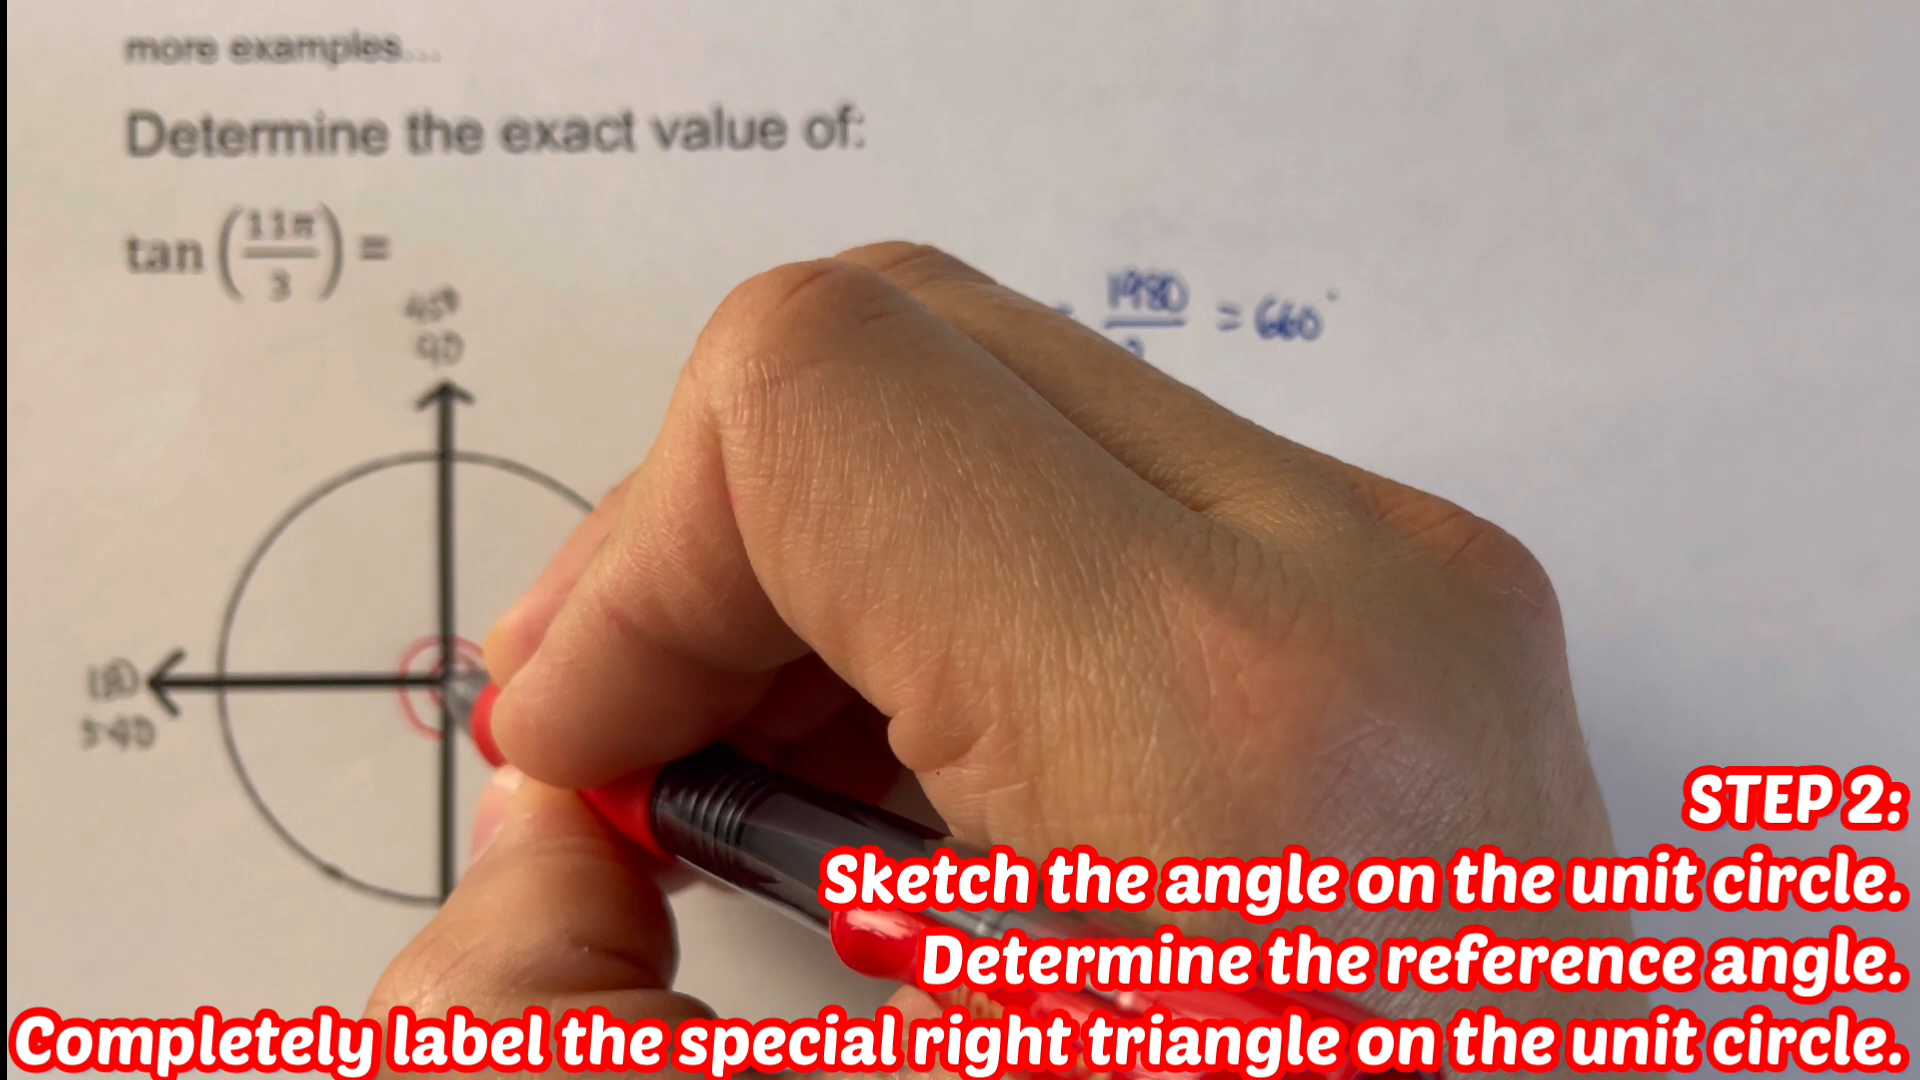 more examples...
Determine the exact value of:
tan (11π/3) =
= 1980 = 660°
450
90
180
540
STEP 2:
Sketch the angle on the unit circle.
Determine the reference angle.
Completely label the special right triangle on the unit circle.